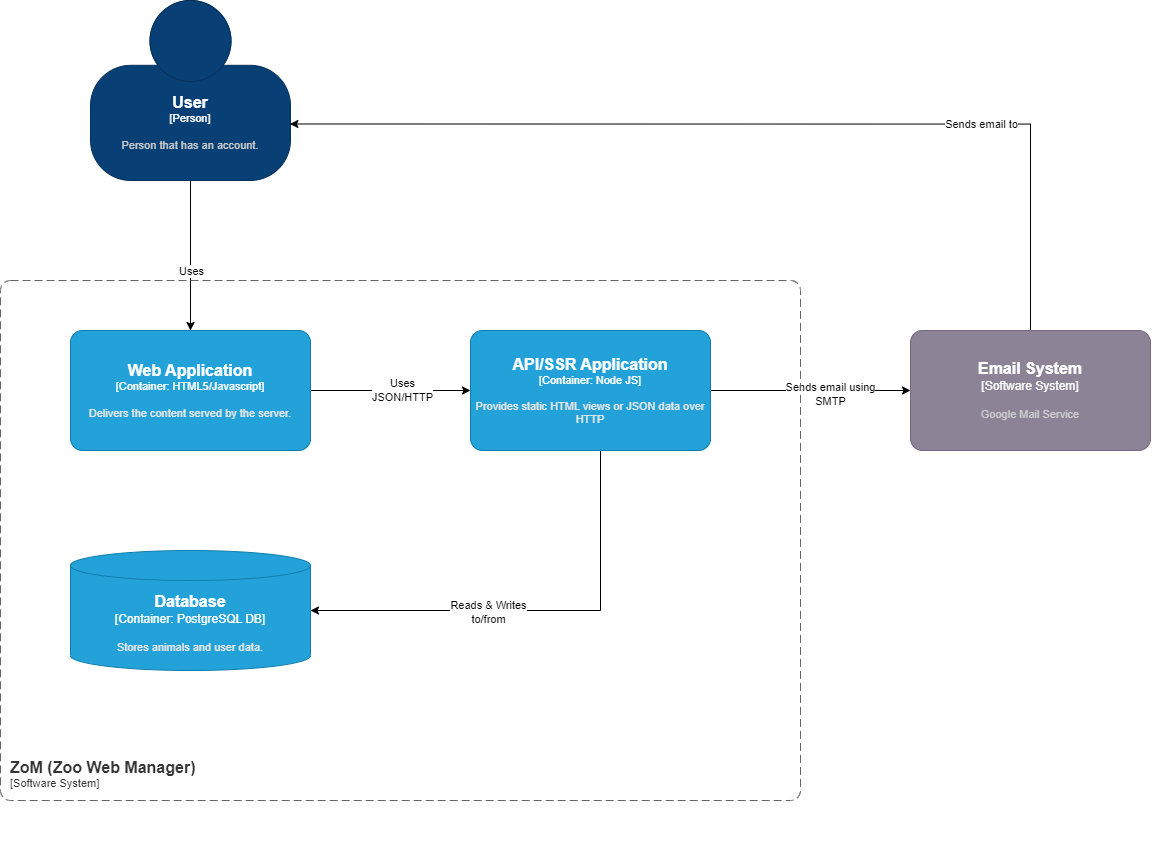 User
[Person]
Person that has an account.
Sends email to
Uses
Web Application
[Container: HTML5/Javascript]
Delivers the content served by the server.
Uses
JSON/HTTP
API/SSR Application
[Container: Node JS]
Provides static HTML views or JSON data over
HTTP
Sends email using
SMTP
Email System
[Software System]
Google Mail Service
Database
[Container: PostgreSQL DB]
Stores animals and user data.
Reads & Writes
to/from
ZoM (Zoo Web Manager)
[Software System]